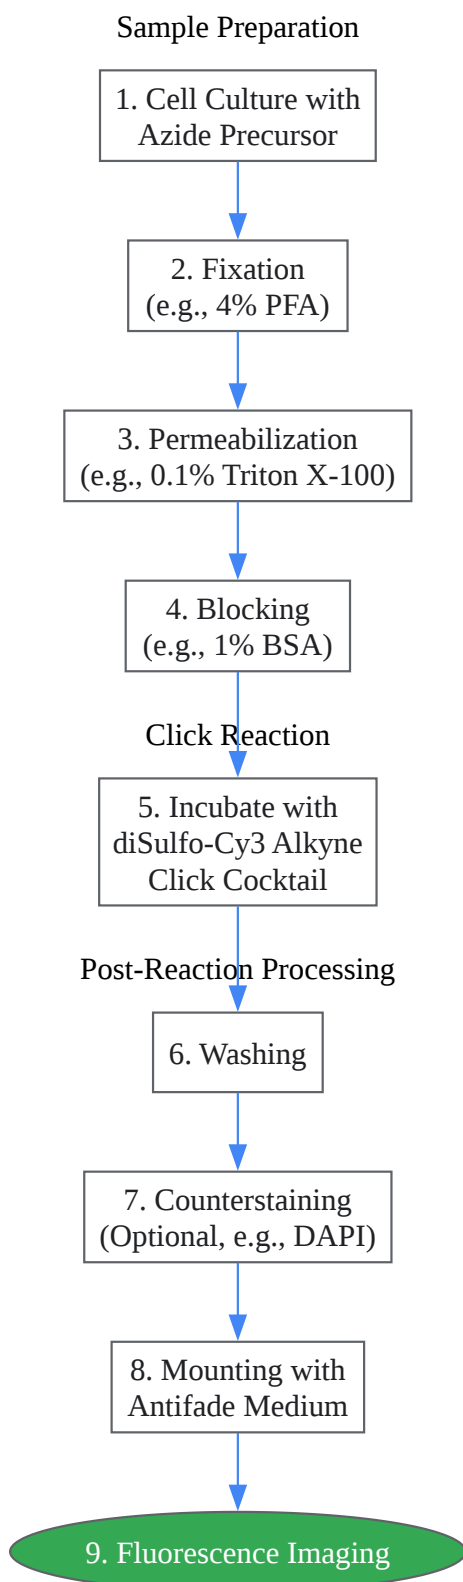 Sample Preparation
1. Cell Culture with
Azide Precursor
2. Fixation
(e.g., 4% PFA)
3. Permeabilization
(e.g., 0.1% Triton X-100)
4. Blocking
(e.g., 1% BSA)
Click Reaction
5. Incubate with
diSulfo-Cy3 Alkyne
Click Cocktail
Post-Reaction Processing
6. Washing
7. Counterstaining
(Optional, e.g., DAPI)
8. Mounting with
Antifade Medium
9. Fluorescence Imaging